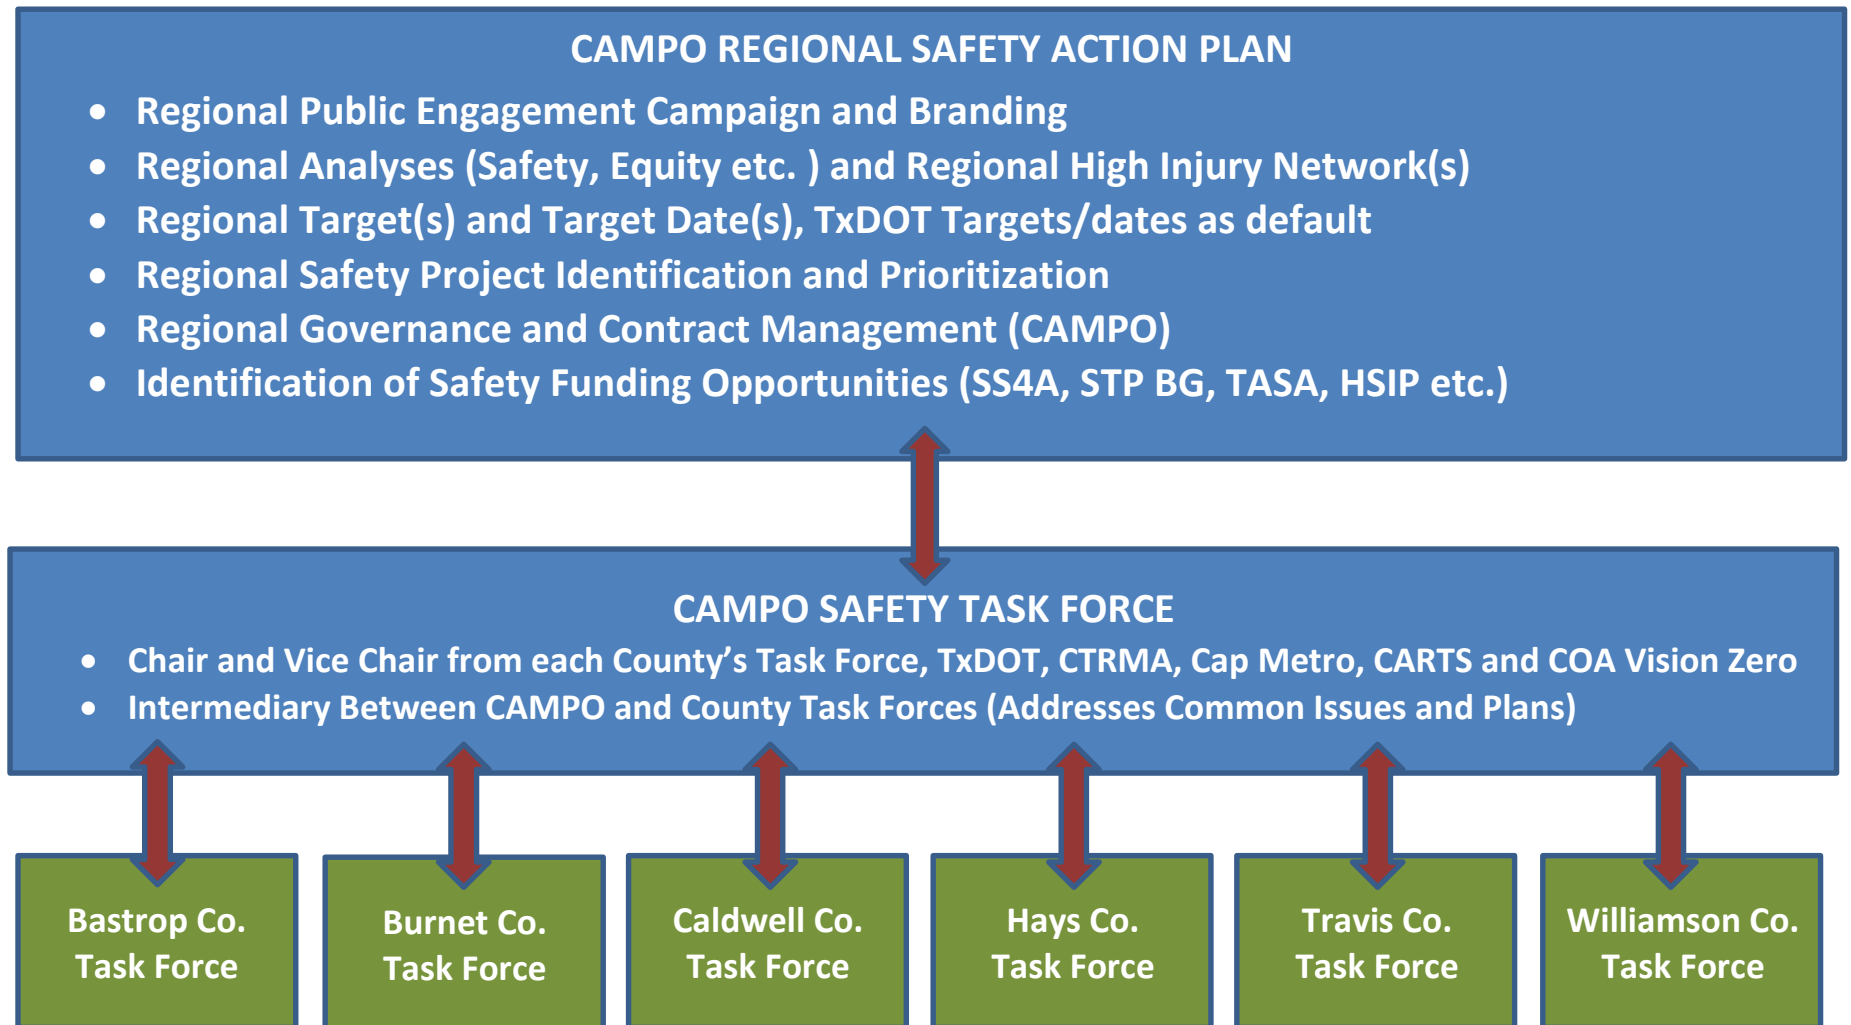 CAMPO REGIONAL SAFETY ACTION PLAN
• Regional Public Engagement Campaign and Branding
• Regional Analyses (Safety, Equity etc. ) and Regional High Injury Network(s)
• Regional Target(s) and Target Date(s), TxDOT Targets/dates as default
• Regional Safety Project Identification and Prioritization
• Regional Governance and Contract Management (CAMPO)
• Identification of Safety Funding Opportunities (SS4A, STP BG, TASA, HSIP etc.)
CAMPO SAFETY TASK FORCE
• Chair and Vice Chair from each County’s Task Force, TxDOT, CTRMA, Cap Metro, CARTS and COA Vision Zero
• Intermediary Between CAMPO and County Task Forces (Addresses Common Issues and Plans)
Bastrop Co.
Task Force
Burnet Co.
Task Force
Caldwell Co.
Task Force
Hays Co.
Task Force
Travis Co.
Task Force
Williamson Co.
Task Force